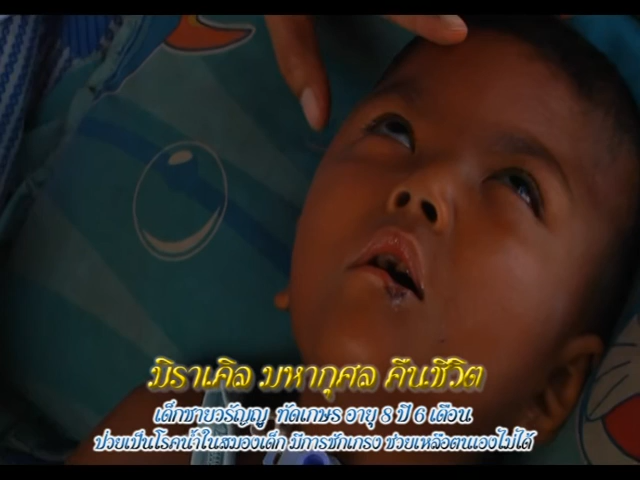 มิราเคิล มหากุศล คืนชีวิต
เด็กชายวรัญญู ทัดเกษร อายุ 8 ปี 6 เดือน
ป่วยเป็นโรคน้ำในสมองเด็ก มีการชักเกรง ช่วยเหลือตนเองไม่ได้